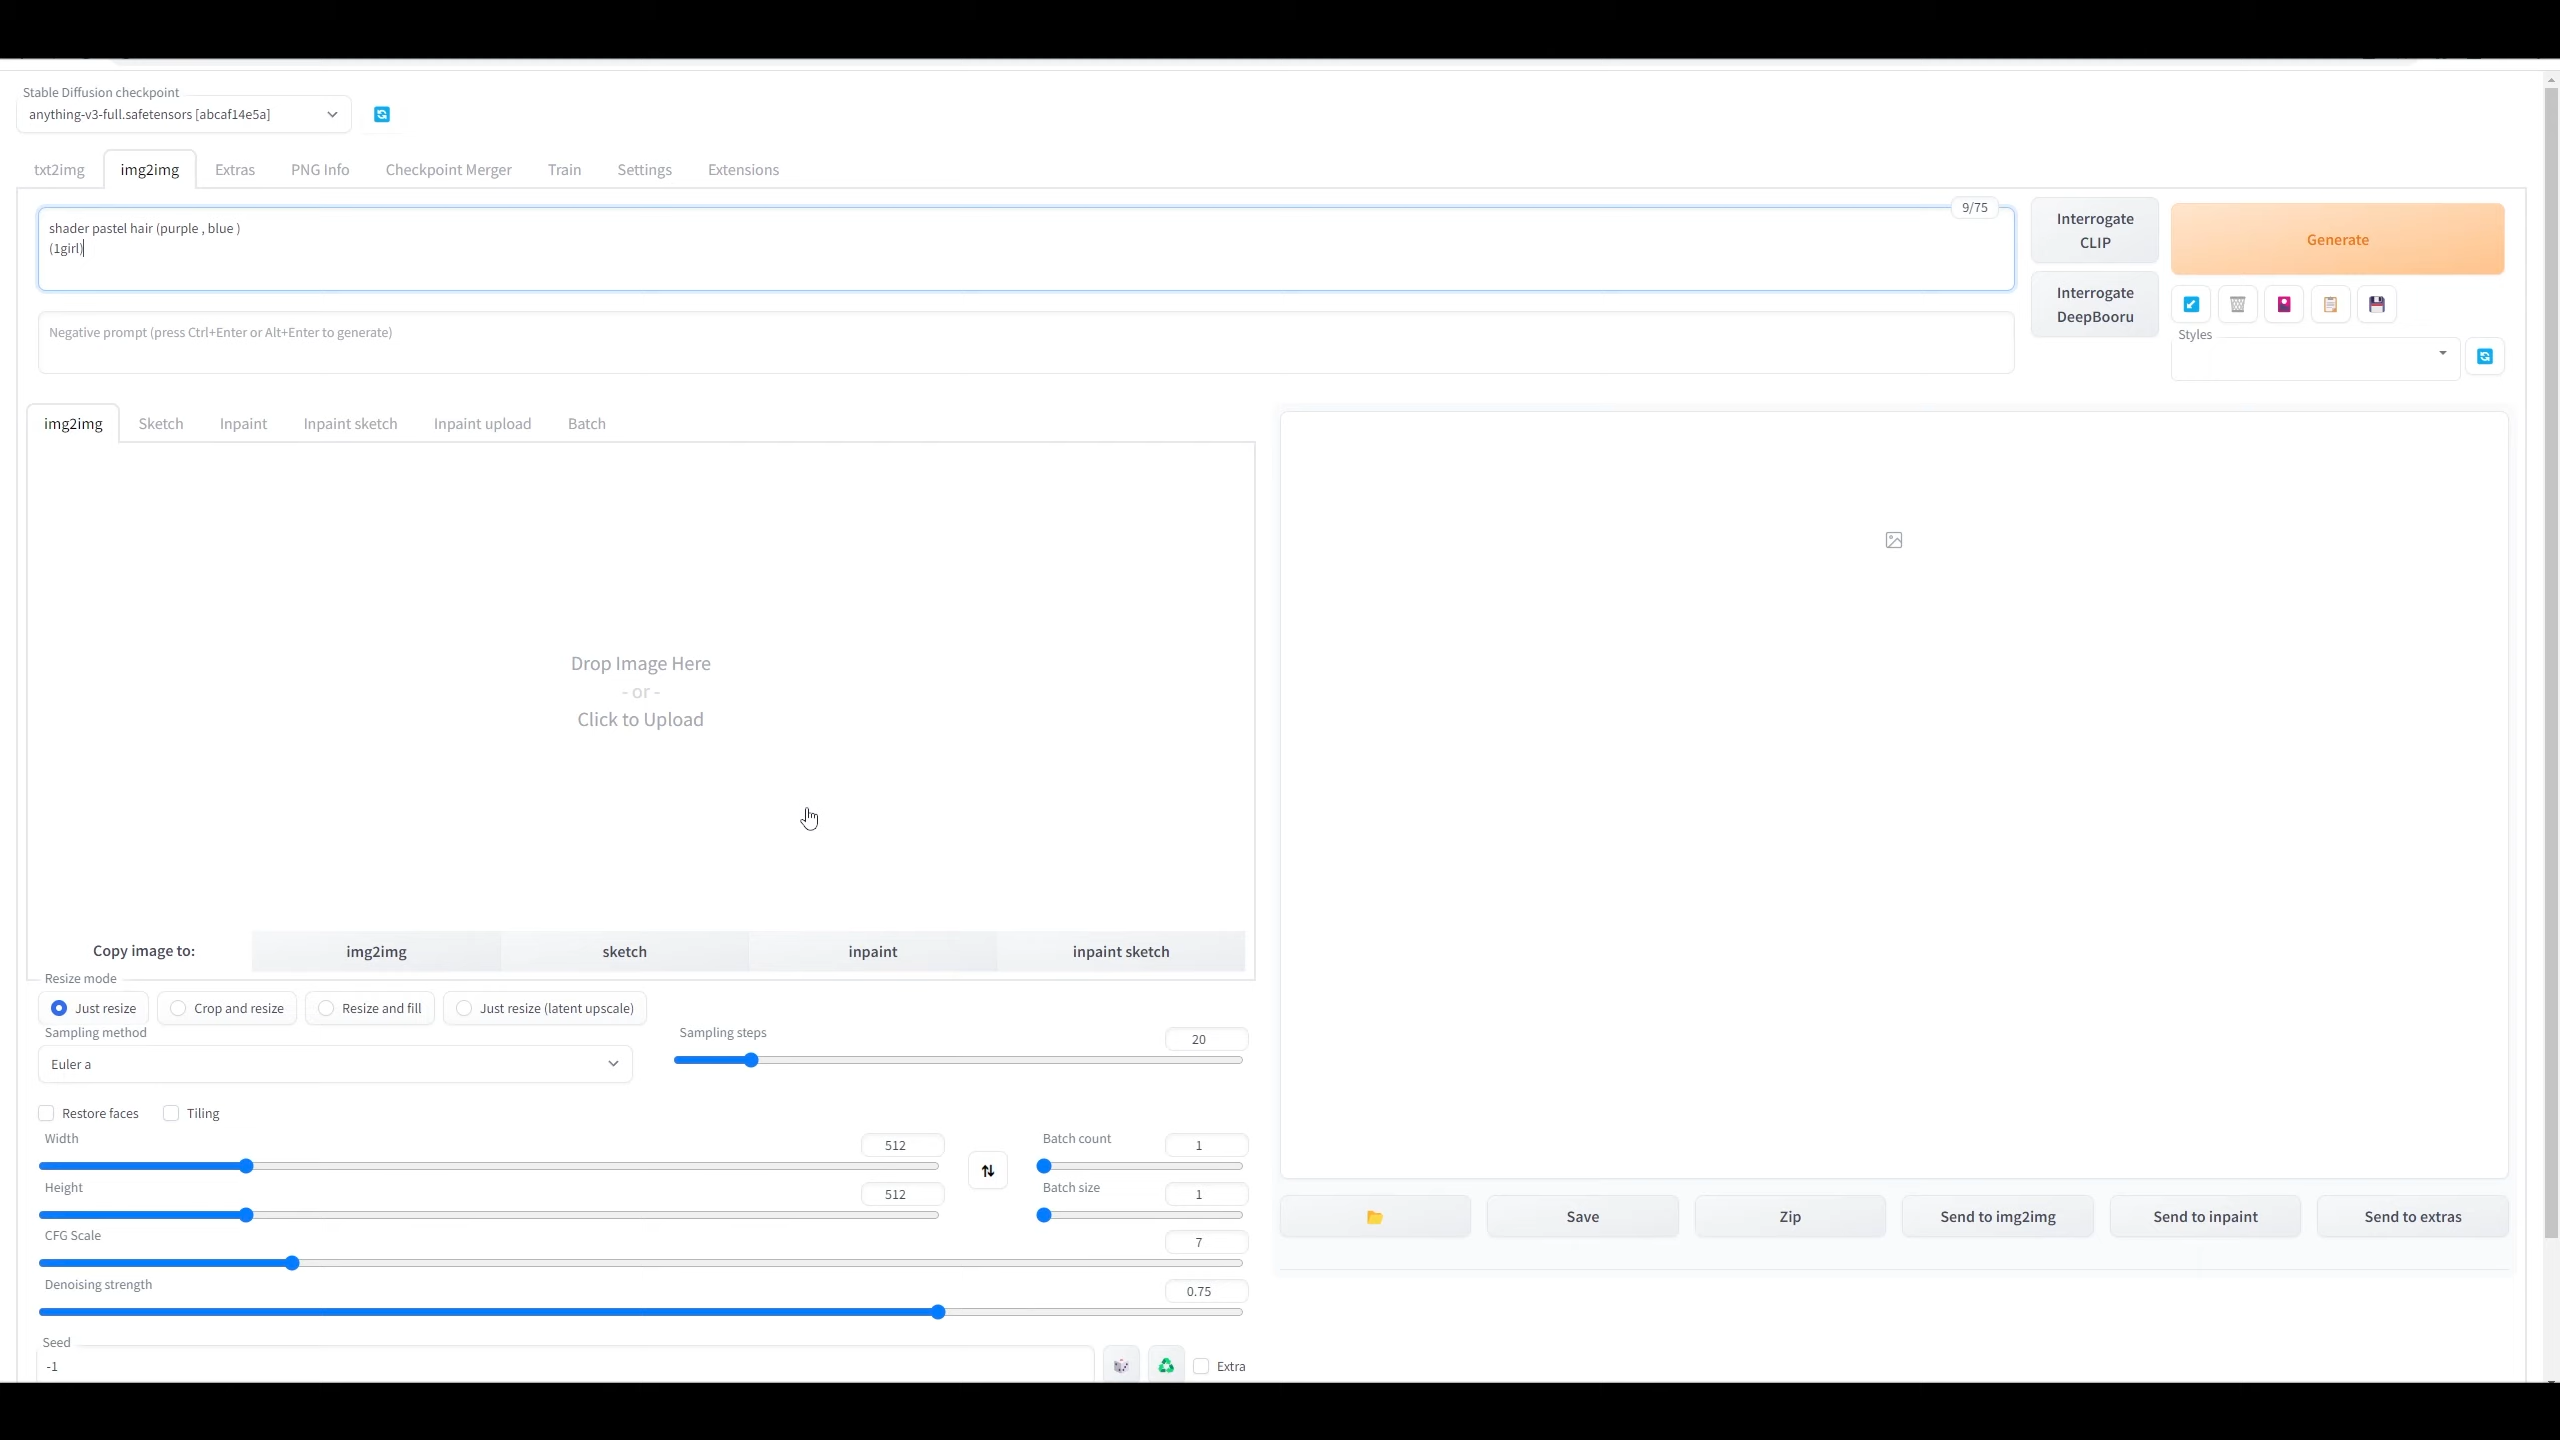 Stable Diffusion checkpoint
anything-v3-full.safetensors [abcaf14e5a]
txt2img
img2img
Extras
PNG Info
Checkpoint Merger
Train
Settings
Extensions
9/75
shader pastel hair (purple , blue )
(1girl)
Negative prompt (press Ctrl+Enter or Alt+Enter to generate)
Interrogate
CLIP
Interrogate
DeepBooru
Generate
Styles
img2img
Sketch
Inpaint
Inpaint sketch
Inpaint upload
Batch
Drop Image Here
- or -
Click to Upload
Copy image to:
img2img
sketch
inpaint
inpaint sketch
Resize mode
Just resize
Crop and resize
Resize and fill
Just resize (latent upscale)
Sampling method
Euler a
Sampling steps
20
Restore faces
Tiling
Width
512
Height
512
Batch count
1
Batch size
1
CFG Scale
7
Denoising strength
0.75
Seed
-1
Extra
Save
Zip
Send to img2img
Send to inpaint
Send to extras